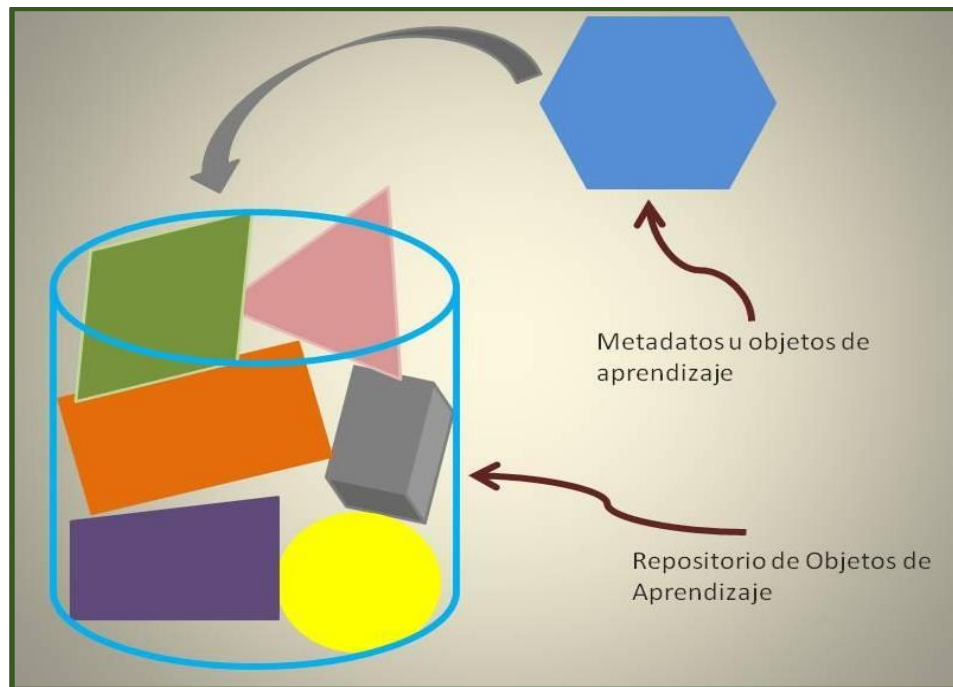 Metadatos u objetos de
aprendizaje
Repositorio de Objetos de
Aprendizaje